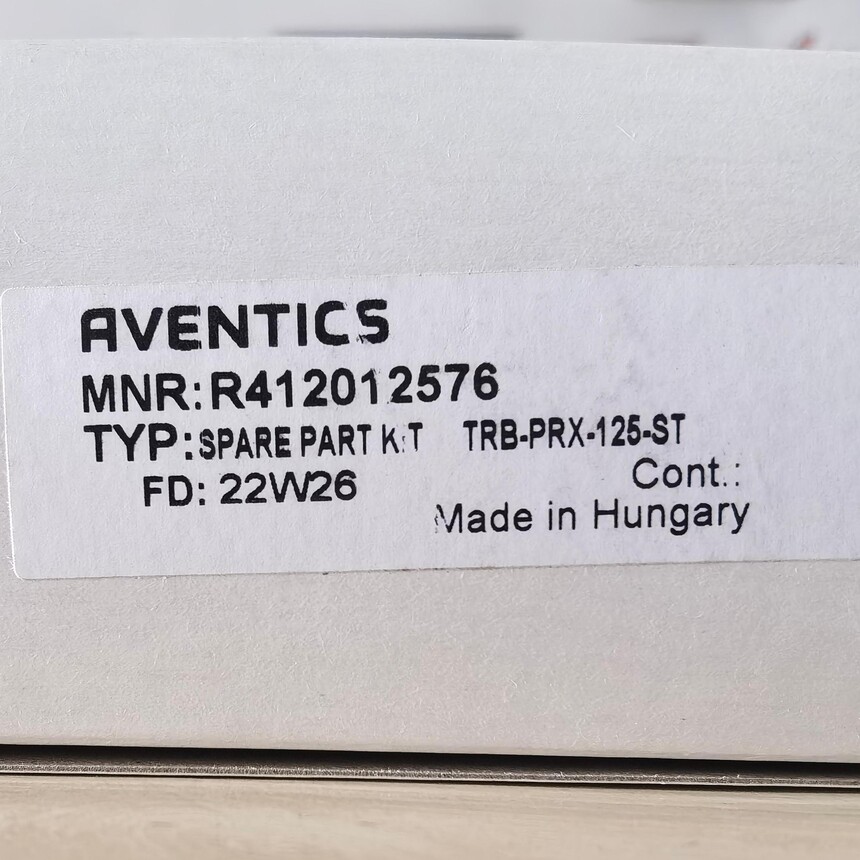 AVENTICS
MNR:R412012576
TYP:SPARE PART KIT TRB-PRX-125-ST
FD: 22W26
Cont.:
Made in Hungary